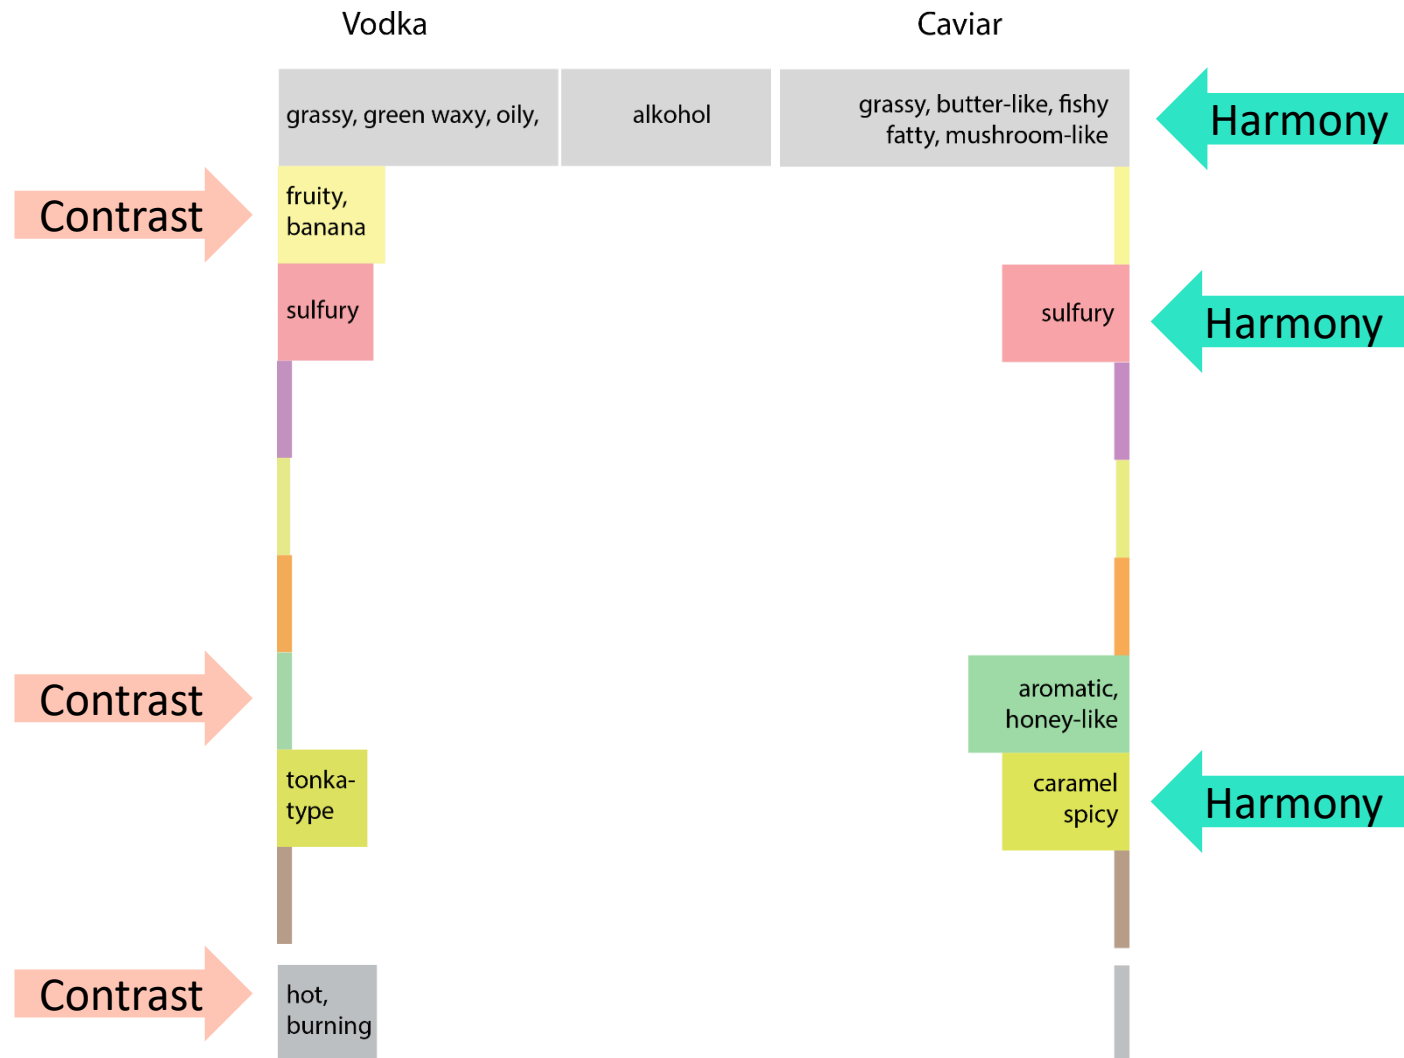 Vodka
Caviar
grassy, green waxy, oily,
alkohol
grassy, butter-like, fishy
fatty, mushroom-like
Harmony
Contrast
fruity,
banana
sulfury
sulfury
Harmony
Contrast
aromatic,
honey-like
tonka-
type
caramel
spicy
Harmony
Contrast
hot,
burning